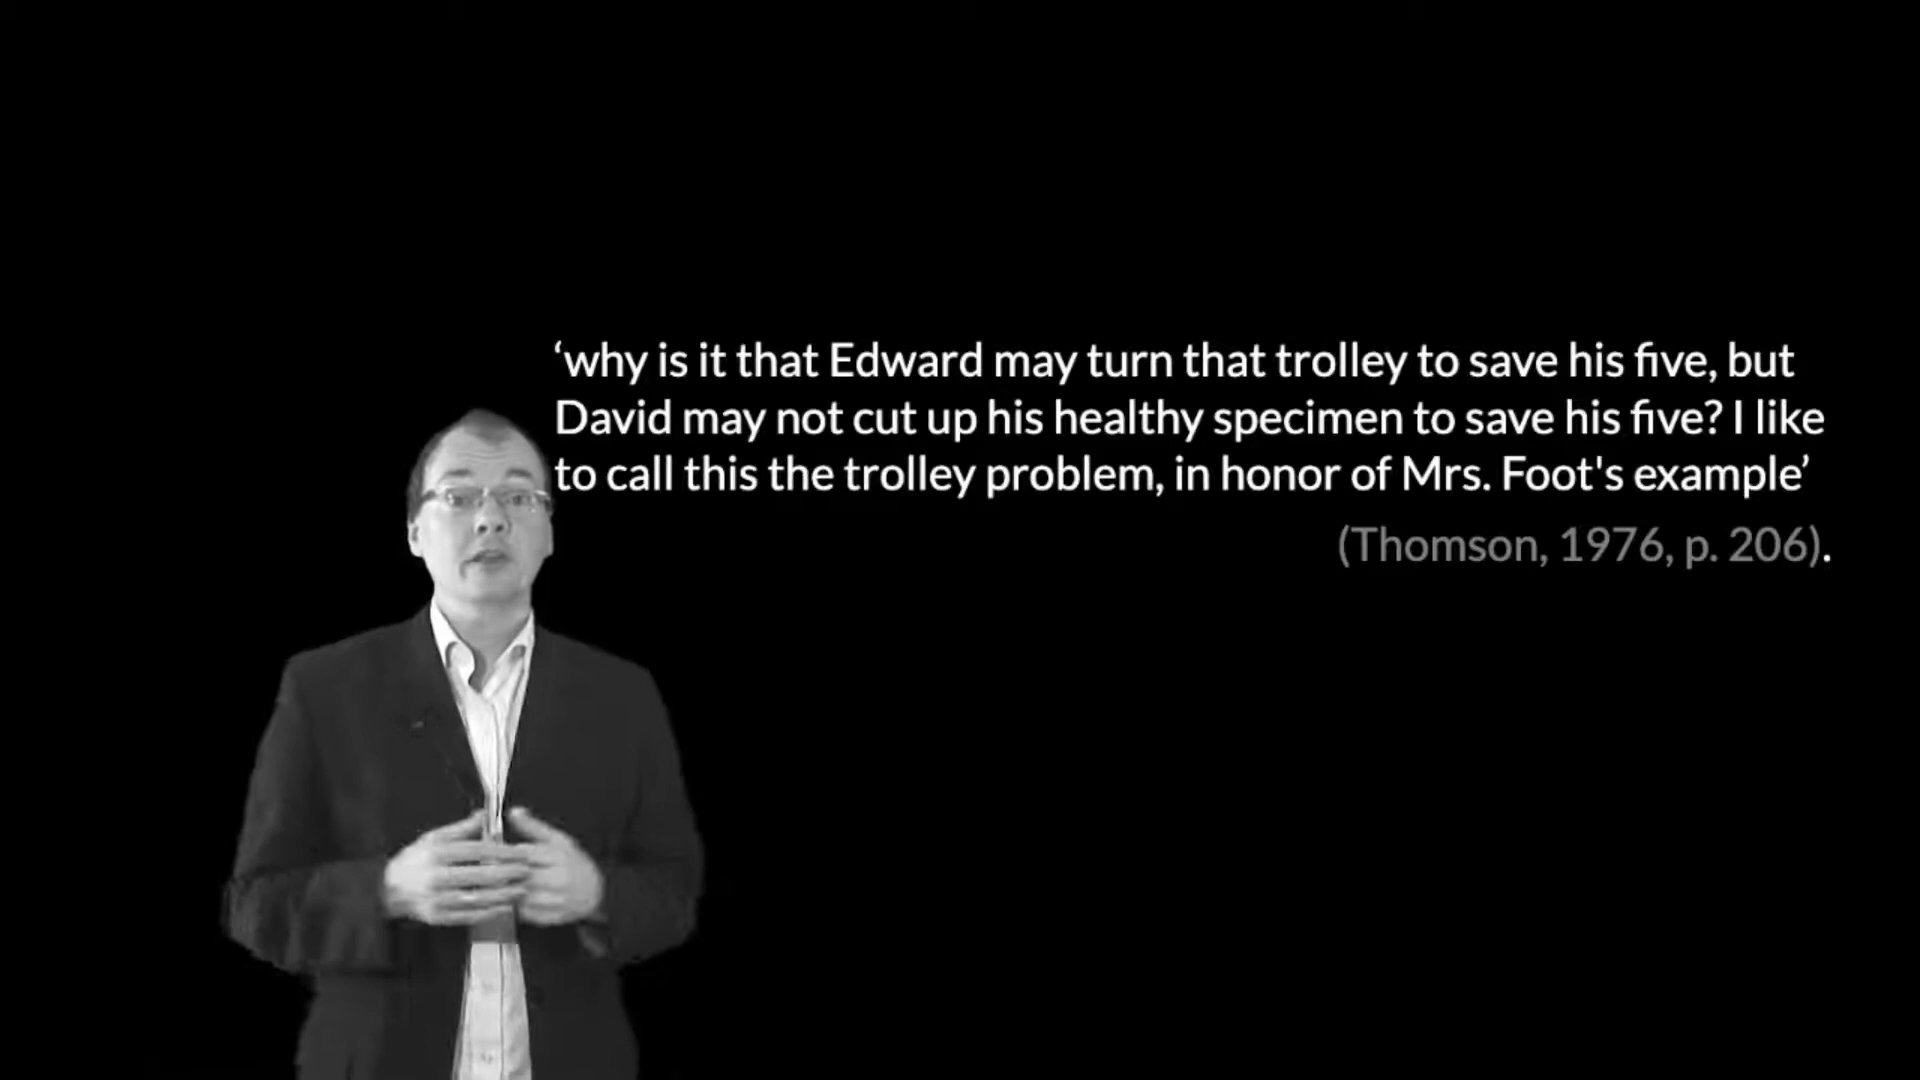 ‘why is it that Edward may turn that trolley to save his five, but
David may not cut up his healthy specimen to save his five? I like
to call this the trolley problem, in honor of Mrs. Foot's example’
(Thomson, 1976, p. 206).